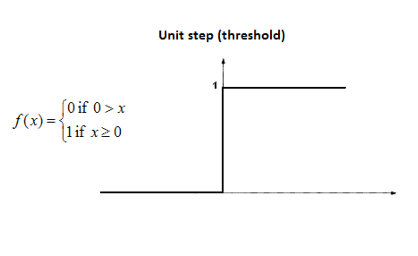 Unit step (threshold)
1
f(x) = {0 if 0 > x
1 if x ≥ 0